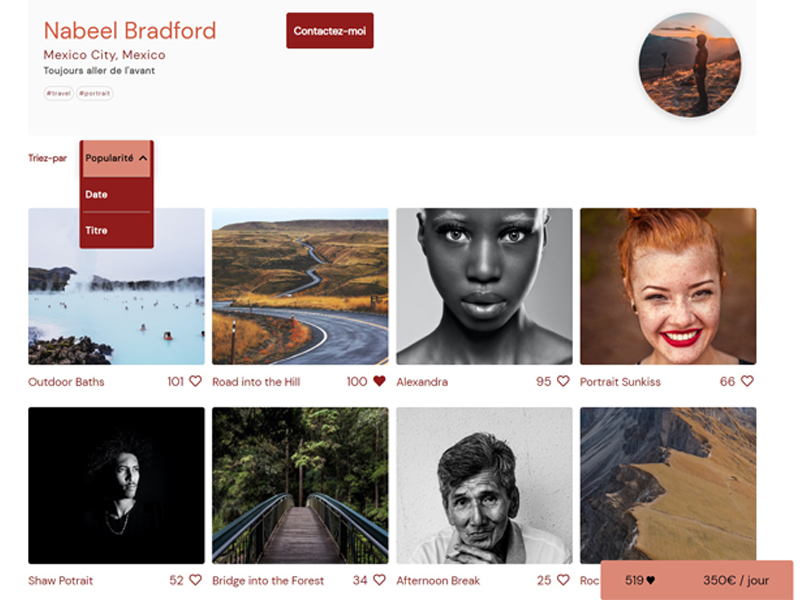 Nabeel Bradford
Contactez-moi
Mexico City, Mexico
Toujours aller de l'avant
#travel #portrait
Triez-par
Popularité
Date
Titre
Outdoor Baths 101
Road into the Hill 100
Alexandra 95
Portrait Sunkiss 66
Shaw Potrait 52
Bridge into the Forest 34
Afternoon Break 25
Roc
519♥ 350€ / jour